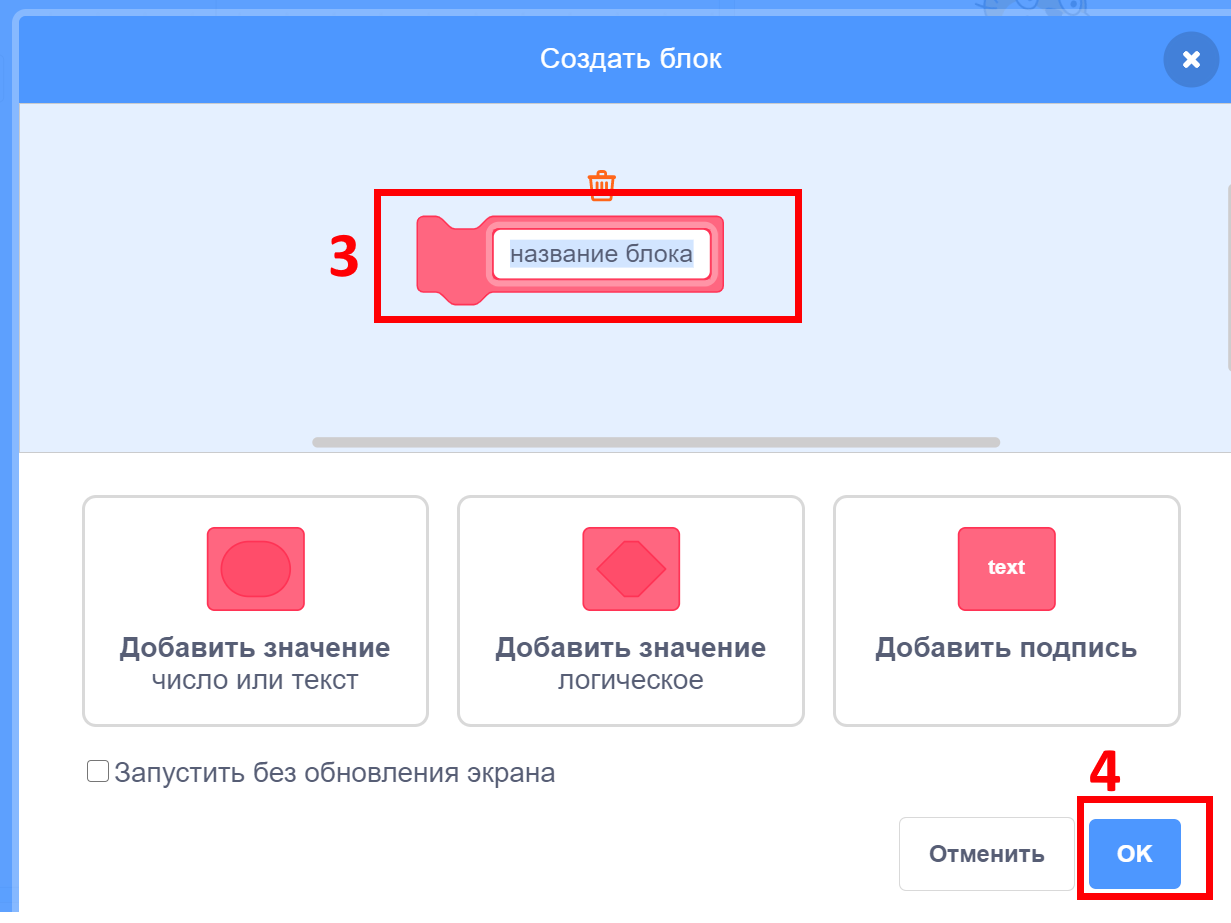 Создать блок
3
название блока
text
Добавить значение
число или текст
Добавить значение
логическое
Добавить подпись
Запустить без обновления экрана
4
Отменить
OK